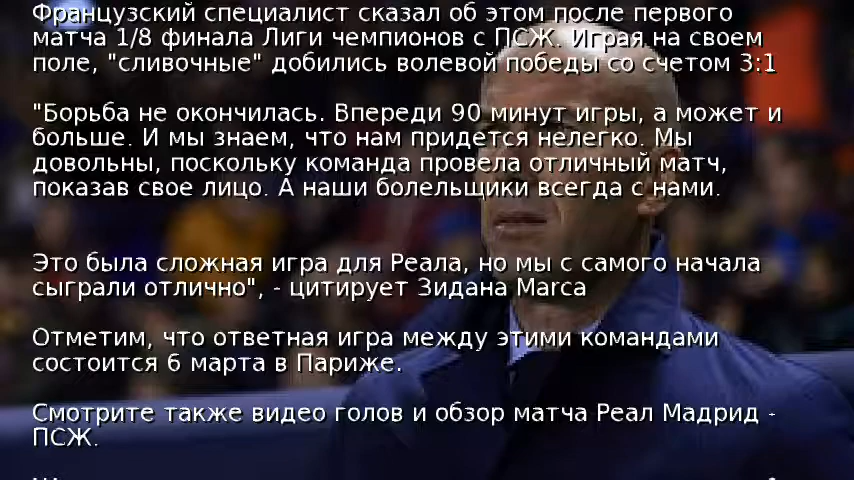 Французский специалист сказал об этом после первого
матча 1/8 финала Лиги чемпионов с ПСЖ. Играя на своем
поле, "сливочные" добились волевой победы со счетом 3:1
"Борьба не окончилась. Впереди 90 минут игры, а может и
больше. И мы знаем, что нам придется нелегко. Мы
довольны, поскольку команда провела отличный матч,
показав свое лицо. А наши болельщики всегда с нами.
Это была сложная игра для Реала, но мы с самого начала
сыграли отлично", - цитирует Зидана Marca
Отметим, что ответная игра между этими командами
состоится 6 марта в Париже.
Смотрите также видео голов и обзор матча Реал Мадрид -
ПСЖ.